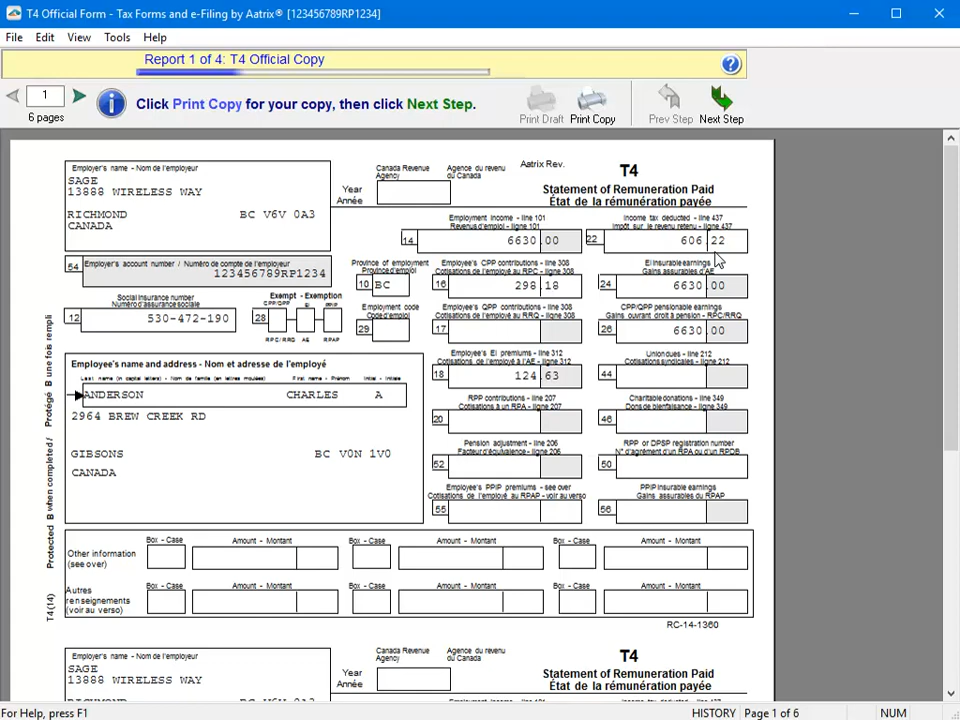 T4 Official Form - Tax Forms and e-Filing by Aatrix® [123456789RP1234]
File Edit View Tools Help
Report 1 of 4: T4 Official Copy
1
6 pages
Click Print Copy for your copy, then click Next Step.
Print Draft Print Copy Prev Step Next Step
Employer's name - Nom de l'employeur
SAGE
13888 WIRELESS WAY
RICHMOND BC V6V 0A3
CANADA
Canada Revenue Agency Agence du revenu du Canada
Aatrix Rev.
T4
Year
Année
Statement of Remuneration Paid
État de la rémunération payée
Employment income - line 101
Revenus d'emploi - ligne 101
14 6630.00
Income tax deducted - line 437
Impôt sur le revenu retenu - ligne 437
22 606.22
54 Employer's account number / Numéro de compte de l'employeur
123456789RP1234
Province of employment
Province d'emploi
10 BC
Employee's CPP contributions - line 308
Cotisations de l'employé au RPC - ligne 308
16 298.18
EI insurable earnings
Gains assurables d'AE
24 6630.00
Social insurance number
Numéro d'assurance sociale
12 530-472-190
Exempt - Exemption
CPP/QPP EI PPIP
28
RPC/RRQ AE RPAP
Employment code
Code d'emploi
29
Employee's QPP contributions - line 308
Cotisations de l'employé au RRQ - ligne 308
17
CPP/QPP pensionable earnings
Gains ouvrant droit à pension - RPC/RRQ
26 6630.00
Employee's name and address - Nom et adresse de l'employé
Last name (in capital letters) - Nom de famille (en lettres moulées) First name - Prénom Initial - Initiale
ANDERSON CHARLES A
2964 BREW CREEK RD
GIBSONS BC V0N 1V0
CANADA
Employee's EI premiums - line 312
Cotisations de l'employé à l'AE - ligne 312
18 124.63
Union dues - line 212
Cotisations syndicales - ligne 212
44
RPP contributions - line 207
Cotisations à un RPA - ligne 207
20
Charitable donations - line 349
Dons de bienfaisance - ligne 349
46
Pension adjustment - line 206
Facteur d'équivalence - ligne 206
52
RPP or DPSP registration number
N° d'agrément d'un RPA ou d'un RPDB
50
Employee's PPIP premiums - see over
Cotisations de l'employé au RPAP - voir au verso
55
PPIP insurable earnings
Gains assurables du RPAP
56
Protected B when completed / Protégé B une fois rempli
T4 (14)
Other information
(see over)
Box - Case Amount - Montant Box - Case Amount - Montant Box - Case Amount - Montant
Autres
renseignements
(voir au verso)
Box - Case Amount - Montant Box - Case Amount - Montant Box - Case Amount - Montant
RC-14-1360
Employer's name - Nom de l'employeur
SAGE
13888 WIRELESS WAY
Canada Revenue Agency Agence du revenu du Canada
T4
Year
Année
Statement of Remuneration Paid
État de la rémunération payée
For Help, press F1 HISTORY Page 1 of 6 NUM